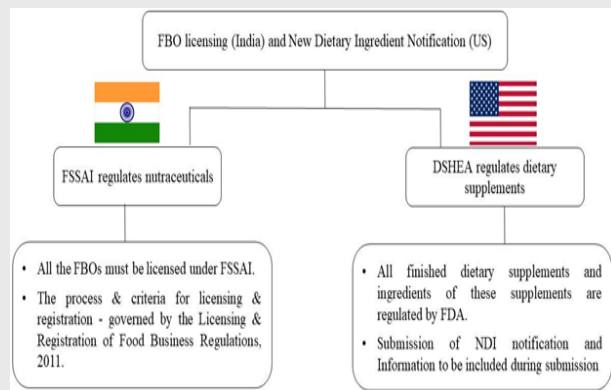 FBO licensing (India) and New Dietary Ingredient Notification (US)
FSSAI regulates nutraceuticals
DSHEA regulates dietary
supplements
• All the FBOs must be licensed under FSSAI.
• The process & criteria for licensing &
registration - governed by the Licensing &
Registration of Food Business Regulations,
2011.
• All finished dietary supplements and
ingredients of these supplements are
regulated by FDA.
• Submission of NDI notification and
Information to be included during submission